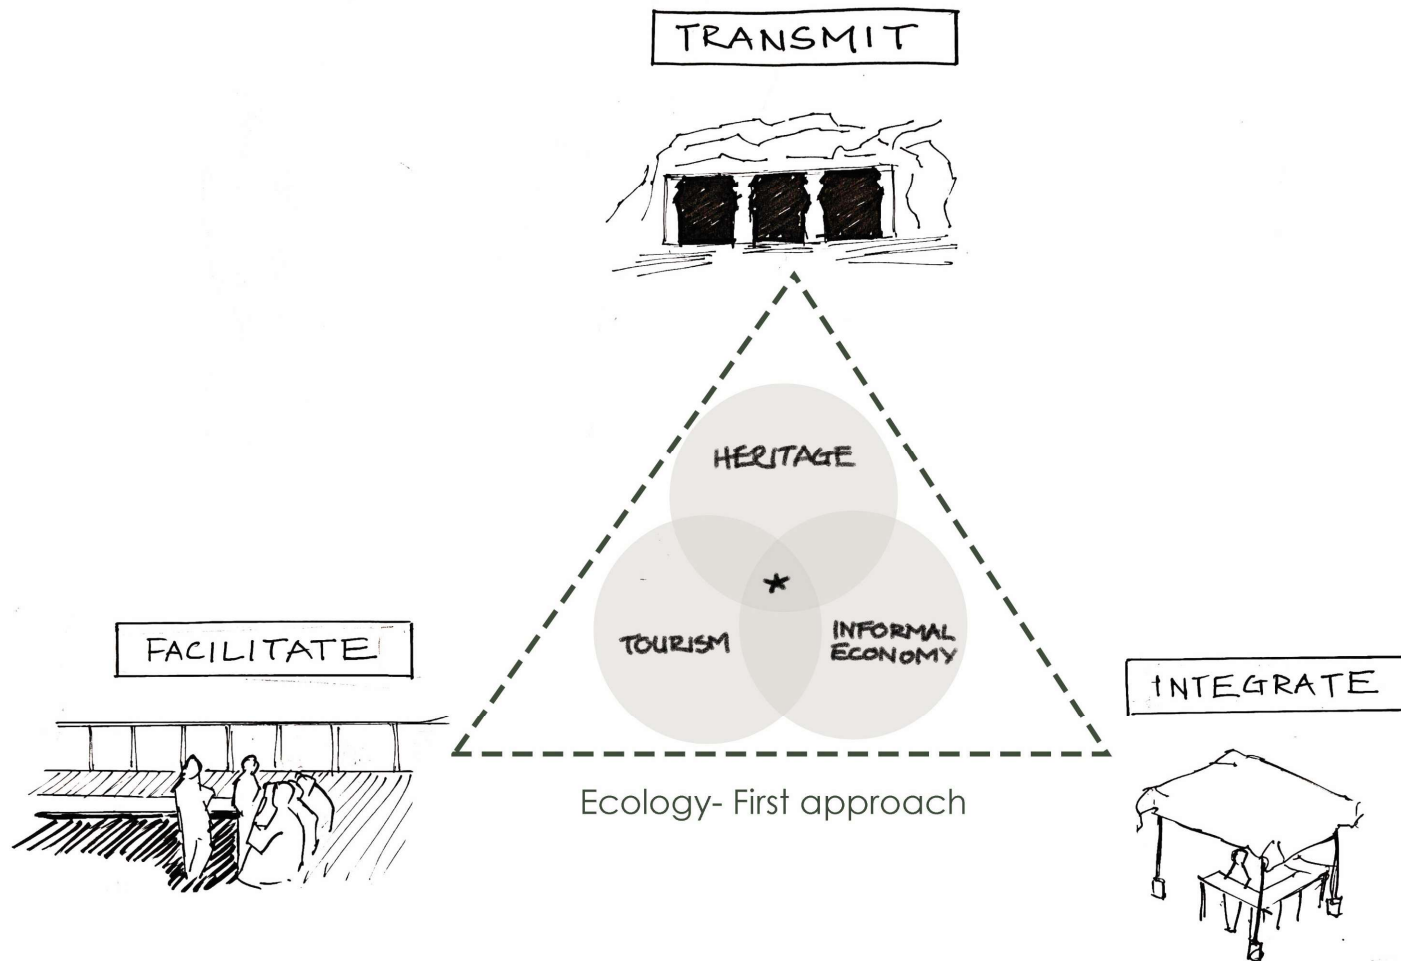 TRANSMIT
HERITAGE
TOURISM
INFORMAL
ECONOMY
FACILITATE
INTEGRATE
Ecology- First approach